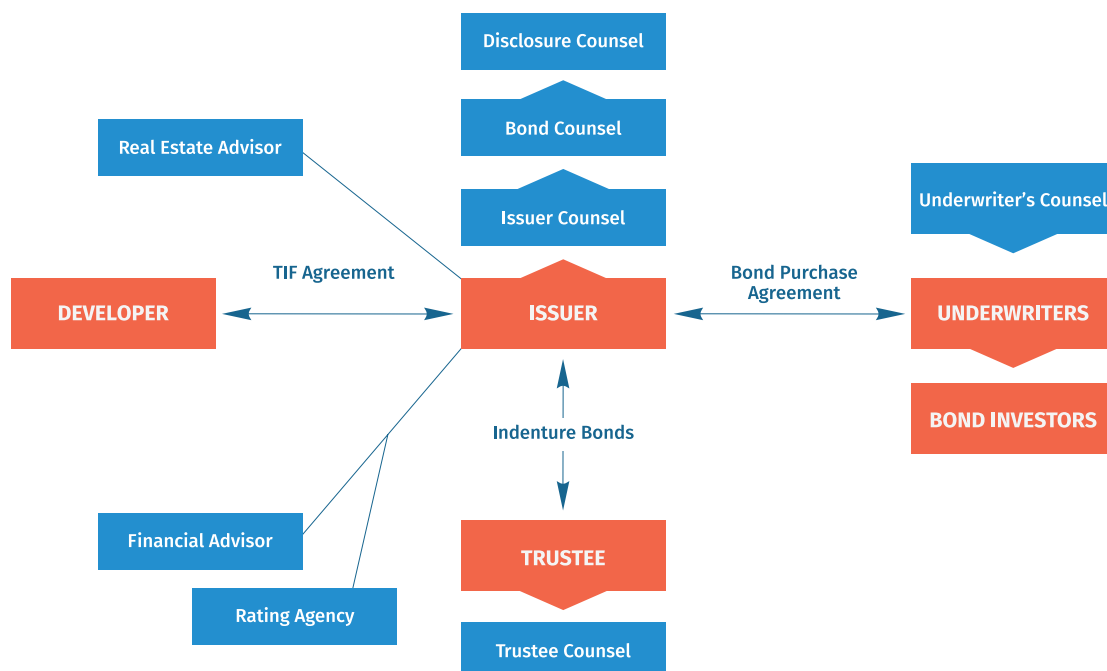 Disclosure Counsel
Bond Counsel
Real Estate Advisor
Issuer Counsel
Underwriter’s Counsel
TIF Agreement
Bond Purchase
Agreement
DEVELOPER
ISSUER
UNDERWRITERS
BOND INVESTORS
Indenture Bonds
Financial Advisor
TRUSTEE
Rating Agency
Trustee Counsel